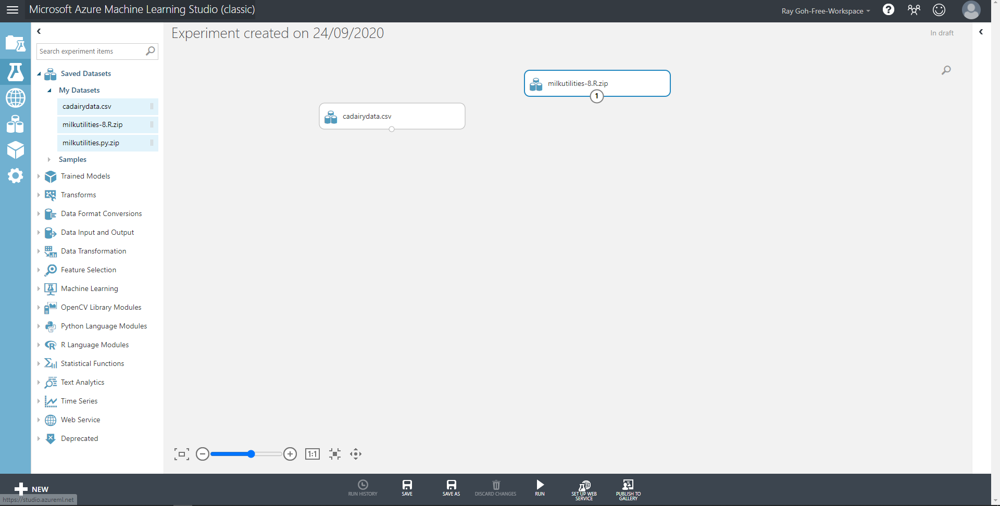 Microsoft Azure Machine Learning Studio (classic)
Ray Goh-Free-Workspace
?
Experiment created on 24/09/2020
In draft
Search experiment items
Saved Datasets
My Datasets
cadairydata.csv
milkutilities-8.R.zip
milkutilities.py.zip
Samples
Trained Models
Transforms
Data Format Conversions
Data Input and Output
Data Transformation
Feature Selection
Machine Learning
OpenCV Library Modules
Python Language Modules
R Language Modules
Statistical Functions
Text Analytics
Time Series
Web Service
Deprecated
milkutilities-8.R.zip
1
cadairydata.csv
1:1
NEW
https://studio.azureml.net
RUN HISTORY
SAVE
SAVE AS
DISCARD CHANGES
RUN
SET UP WEB
SERVICE
PUBLISH TO
GALLERY